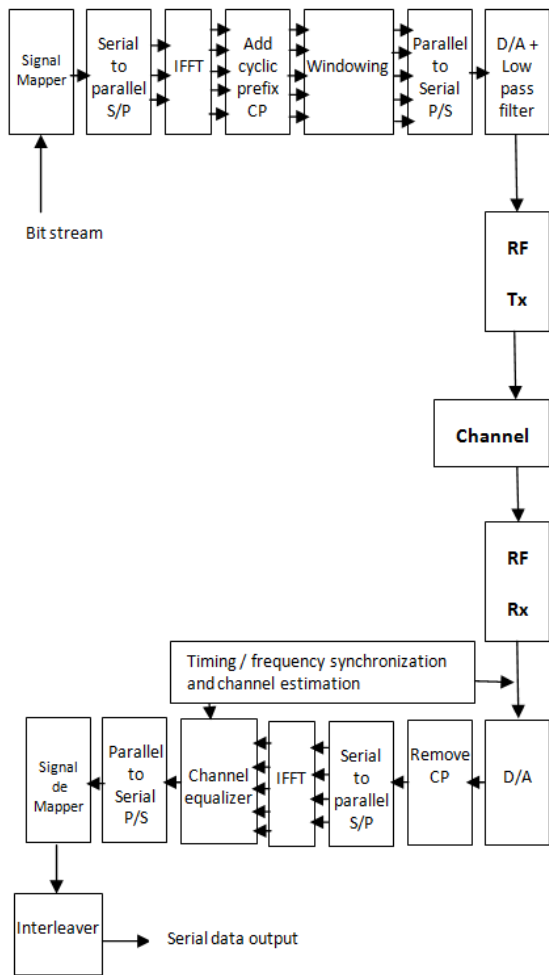 Signal
Mapper
Serial
to
parallel
S/P
IFFT
Add
cyclic
prefix
CP
Windowing
Parallel
to
Serial
P/S
D/A +
Low
pass
filter
Bit stream
RF
Tx
Channel
RF
Rx
Timing / frequency synchronization
and channel estimation
Signal
de
Mapper
Parallel
to
Serial
P/S
Channel
equalizer
IFFT
Serial
to
parallel
S/P
Remove
CP
D/A
Interleaver
Serial data output